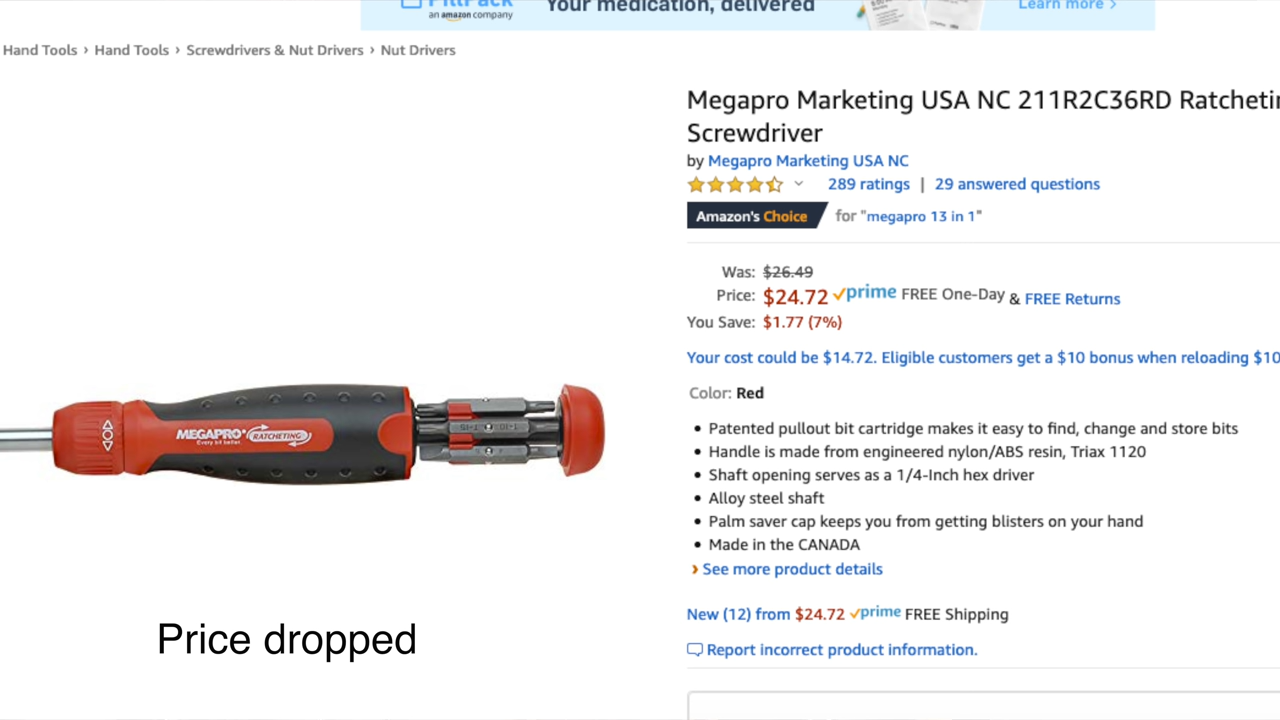 PillPack
an amazon company
Your medication, delivered
Learn more ›
Hand Tools › Hand Tools › Screwdrivers & Nut Drivers › Nut Drivers
Megapro Marketing USA NC 211R2C36RD Ratchetin
Screwdriver
by Megapro Marketing USA NC
289 ratings | 29 answered questions
Amazon's Choice for "megapro 13 in 1"
Was: $26.49
Price: $24.72 prime FREE One-Day & FREE Returns
You Save: $1.77 (7%)
Your cost could be $14.72. Eligible customers get a $10 bonus when reloading $10
Color: Red
• Patented pullout bit cartridge makes it easy to find, change and store bits
• Handle is made from engineered nylon/ABS resin, Triax 1120
• Shaft opening serves as a 1/4-Inch hex driver
• Alloy steel shaft
• Palm saver cap keeps you from getting blisters on your hand
• Made in the CANADA
› See more product details
New (12) from $24.72 prime FREE Shipping
Report incorrect product information.
MEGAPRO® RATCHETING
Every bit better.
Price dropped